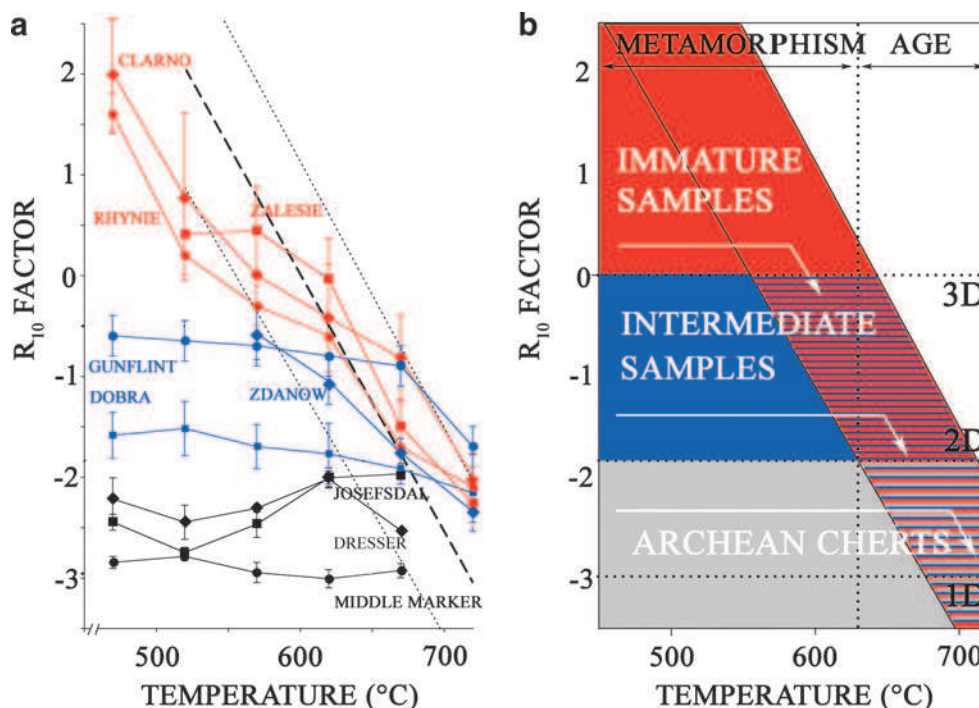 a
2
1
0
-1
-2
-3
R10 FACTOR
CLARNO
RHYNIE
ZALESIE
GUNFLINT
DOBRA
ZDANOW
JOSEFSDAL
DRESSER
MIDDLE MARKER
500
600
700
TEMPERATURE (°C)
b
2
1
0
-1
-2
-3
R10 FACTOR
METAMORPHISM
AGE
IMMATURE
SAMPLES
3D
INTERMEDIATE
SAMPLES
2D
ARCHEAN CHERTS
1D
500
600
700
TEMPERATURE (°C)